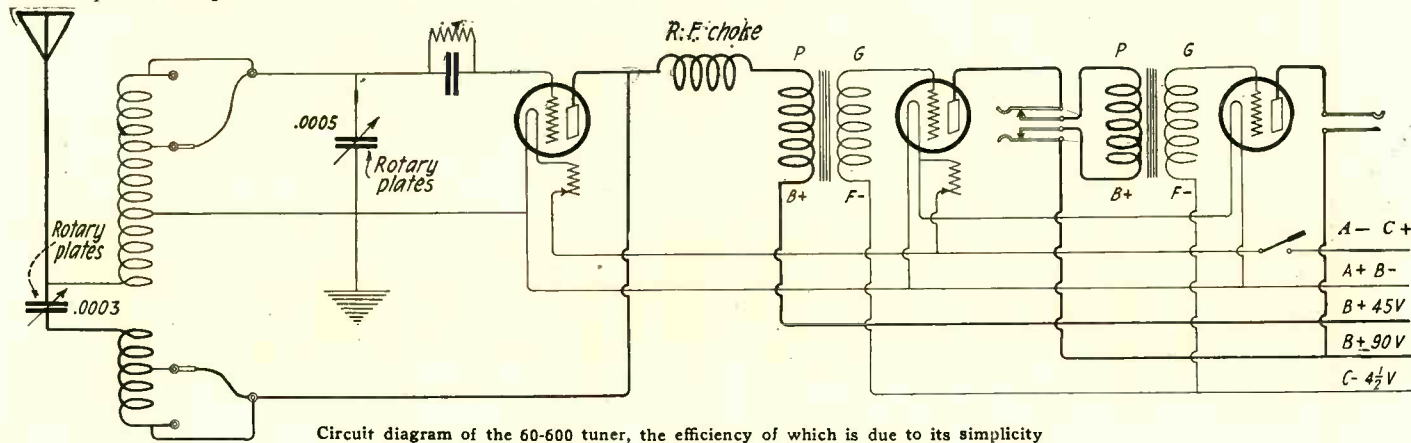 R.F. choke
P
G
P
G
.0005
Rotary
plates
Rotary
plates
.0003
B+
F-
B+
F-
A- C+
A+ B-
B+ 45V
B+ 90V
C- 4½V
Circuit diagram of the 60-600 tuner, the efficiency of which is due to its simplicity